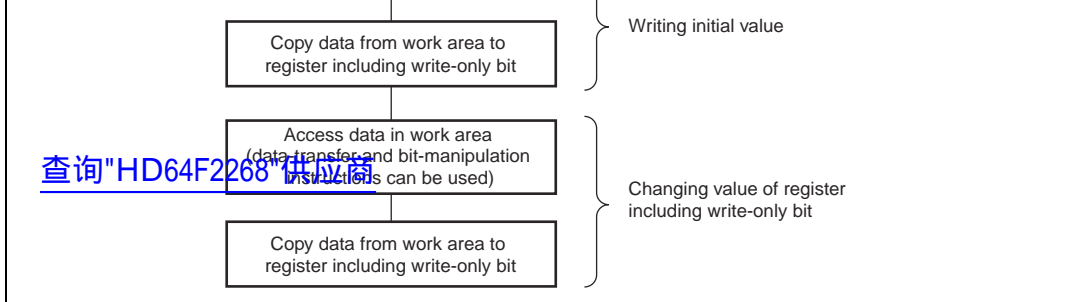 Writing initial value
Copy data from work area to
register including write-only bit
Access data in work area
(data-transfer and bit-manipulation
instructions can be used)
查询"HD64F2268"供应商
Changing value of register
including write-only bit
Copy data from work area to
register including write-only bit